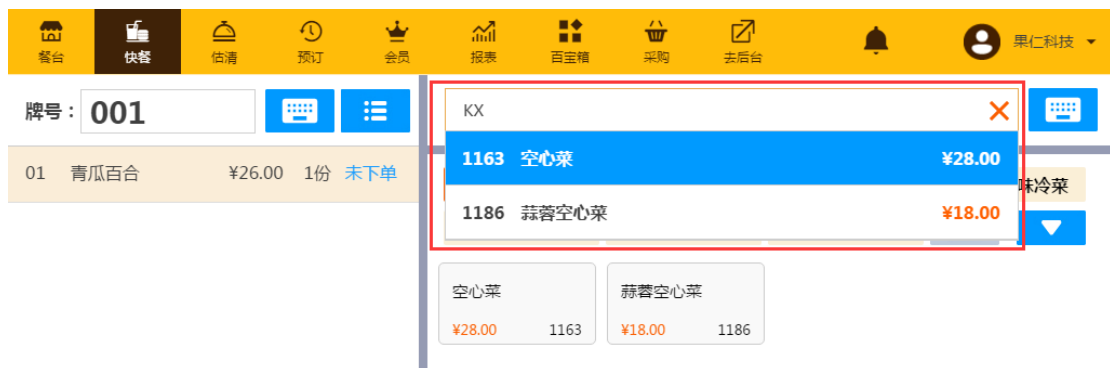 餐台 快餐 估清 预订 会员 报表 百宝箱 采购 去后台 果仁科技
牌号： 001
KX
01 青瓜百合 ¥26.00 1份 未下单
1163 空心菜 ¥28.00
味冷菜
1186 蒜蓉空心菜 ¥18.00
空心菜 蒜蓉空心菜
¥28.00 1163 ¥18.00 1186